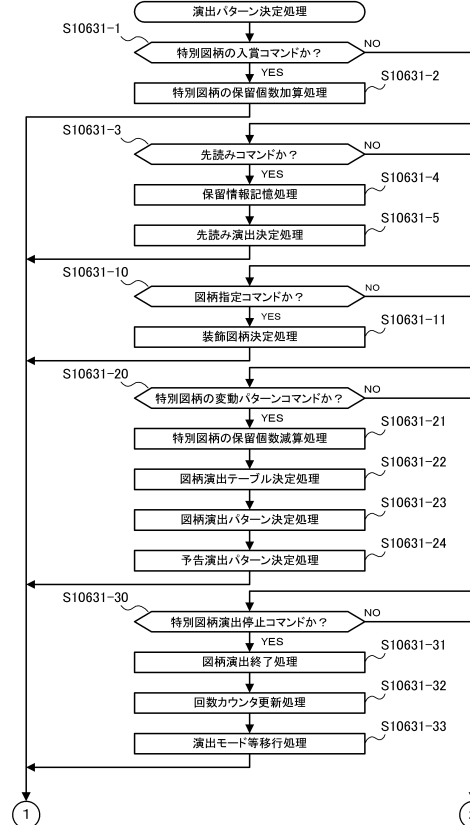 演出パターン決定処理
S10631-1
特別図柄の入賞コマンドか？
NO
YES
S10631-2
特別図柄の保留個数加算処理
S10631-3
先読みコマンドか？
NO
YES
S10631-4
保留情報記憶処理
S10631-5
先読み演出決定処理
S10631-10
図柄指定コマンドか？
NO
YES
S10631-11
装飾図柄決定処理
S10631-20
特別図柄の変動パターンコマンドか？
NO
YES
S10631-21
特別図柄の保留個数減算処理
S10631-22
図柄演出テーブル決定処理
S10631-23
図柄演出パターン決定処理
S10631-24
予告演出パターン決定処理
S10631-30
特別図柄演出停止コマンドか？
NO
YES
S10631-31
図柄演出終了処理
S10631-32
回数カウンタ更新処理
S10631-33
演出モード等移行処理
1